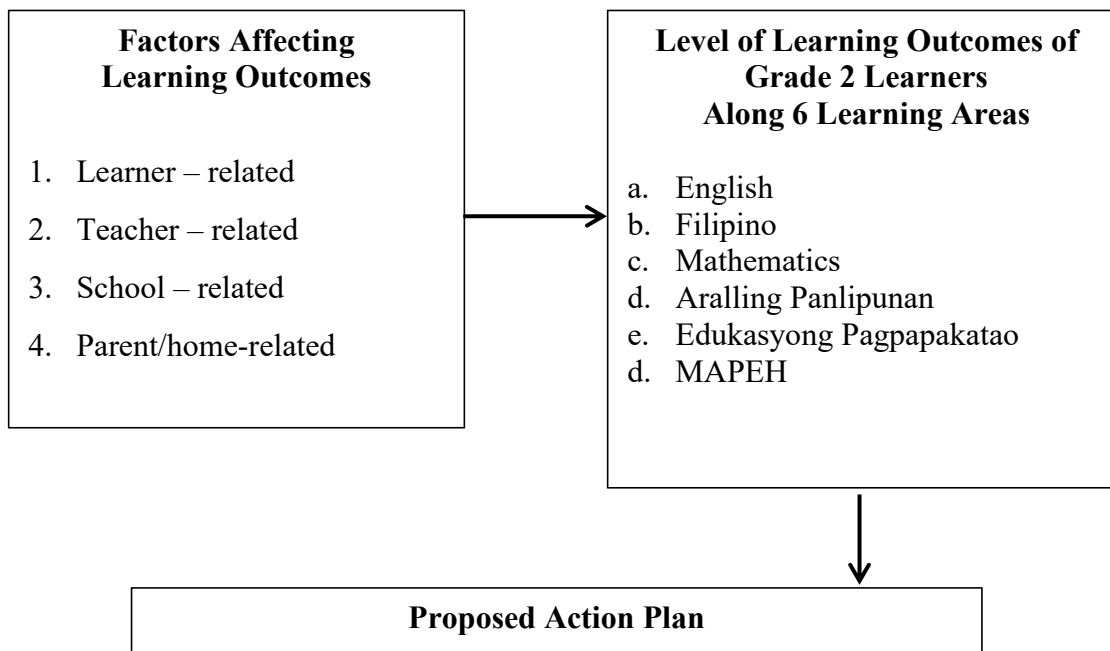 Factors Affecting
Learning Outcomes
1. Learner – related
2. Teacher – related
3. School – related
4. Parent/home-related
Level of Learning Outcomes of
Grade 2 Learners
Along 6 Learning Areas
a. English
b. Filipino
c. Mathematics
d. Aralling Panlipunan
e. Edukasyong Pagpapakatao
d. MAPEH
Proposed Action Plan